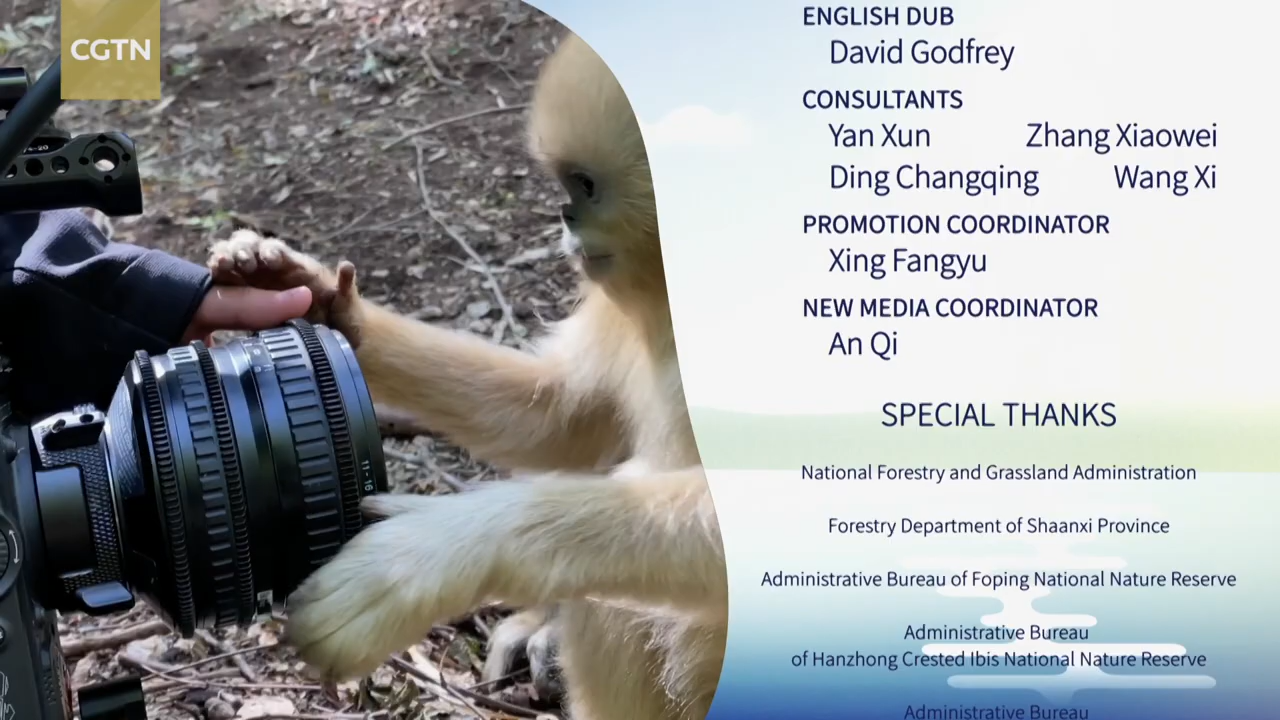 CGTN
ENGLISH DUB
David Godfrey
CONSULTANTS
Yan Xun Zhang Xiaowei
Ding Changqing Wang Xi
PROMOTION COORDINATOR
Xing Fangyu
NEW MEDIA COORDINATOR
An Qi
SPECIAL THANKS
National Forestry and Grassland Administration
Forestry Department of Shaanxi Province
Administrative Bureau of Foping National Nature Reserve
Administrative Bureau
of Hanzhong Crested Ibis National Nature Reserve
Administrative Bureau
11-16